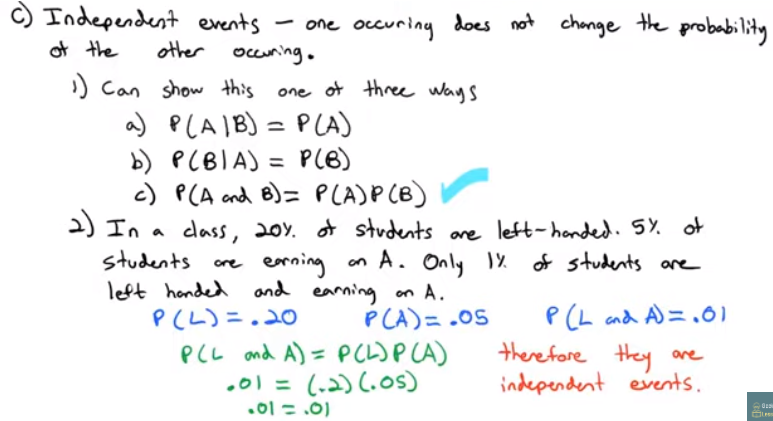 c) Independent events – one occuring does not change the probability
of the other occuring.
1) Can show this one of three ways
a) P(A|B) = P(A)
b) P(B|A) = P(B)
c) P(A and B)= P(A)P(B)
2) In a class, 20% of students are left-handed. 5% of
students are earning an A. Only 1% of students are
left handed and earning an A.
P(L) = .20 P(A) = .05 P(L and A) = .01
P(L and A) = P(L)P(A) therefore they are
.01 = (.2)(.05) independent events.
.01 = .01